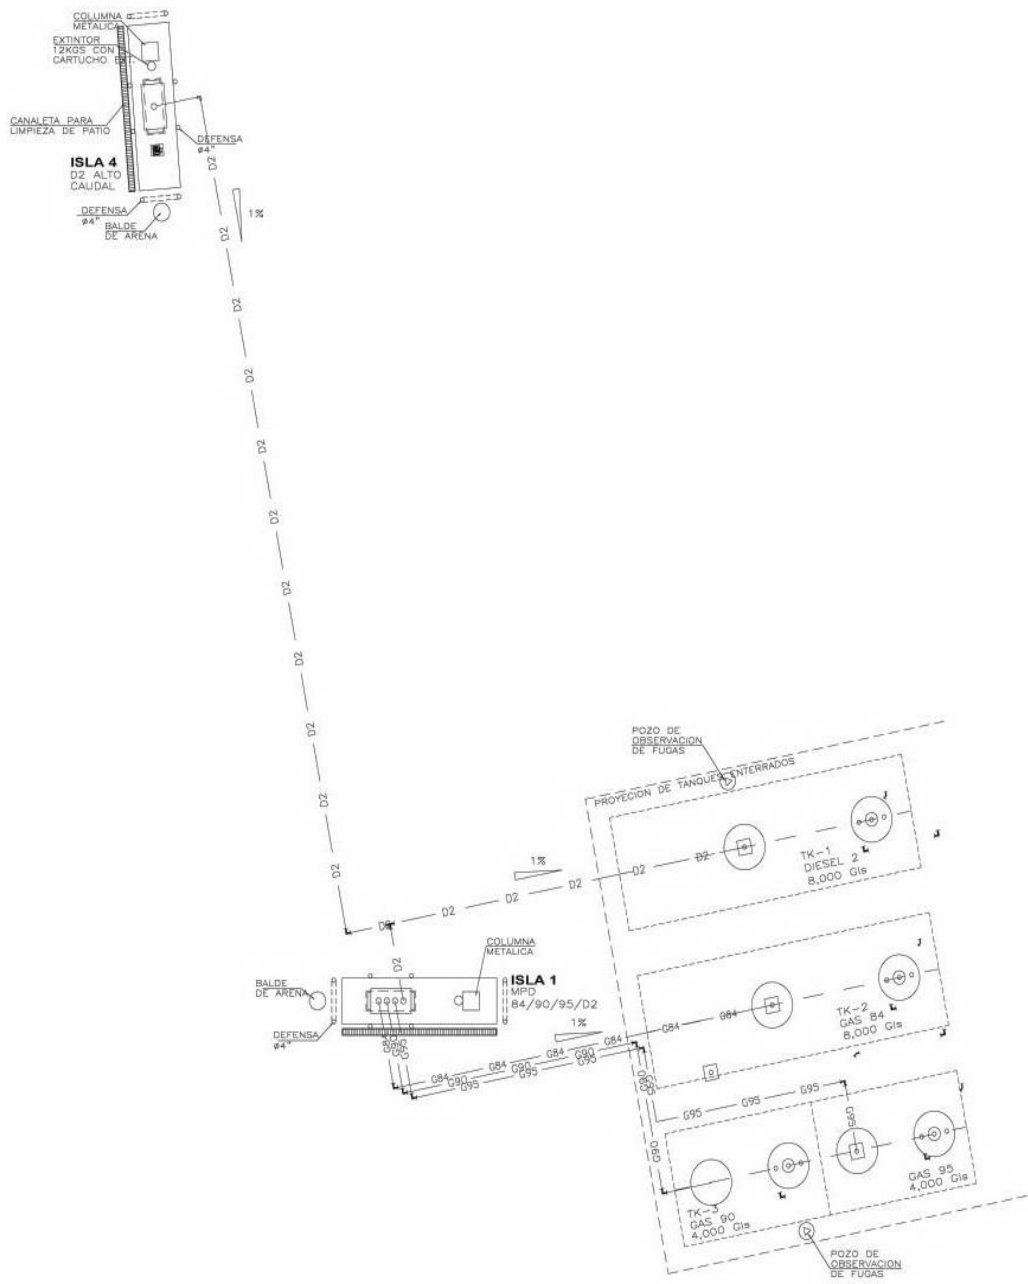 COLUMNA
METALICA
EXTINTOR
12KGS CON
CARTUCHO EXT.
CANALETA PARA
LIMPIEZA DE PATIO
DEFENSA
ø4"
ISLA 4
D2 ALTO
CAUDAL
DEFENSA
ø4"
BALDE
DE ARENA
D2
1%
D2
D2
D2
D2
D2
D2
D2
D2
D2
D2
POZO DE
OBSERVACION
DE FUGAS
PROYECION DE TANQUES ENTERRADOS
TK-1
DIESEL 2
8,000 Gls
1%
D2
D2
D2
D2
D2
D2
D2
COLUMNA
METALICA
BALDE
DE ARENA
ISLA 1
MPD
84/90/95/D2
DEFENSA
ø4"
1%
TK-2
GAS 84
8,000 Gls
G84
G84
G84
G84
G84
G90
G90
G90
G95
G95
G95
G90
G95
G90
G95
G95
G95
TK-3
GAS 90
4,000 Gls
GAS 95
4,000 Gls
POZO DE
OBSERVACION
DE FUGAS